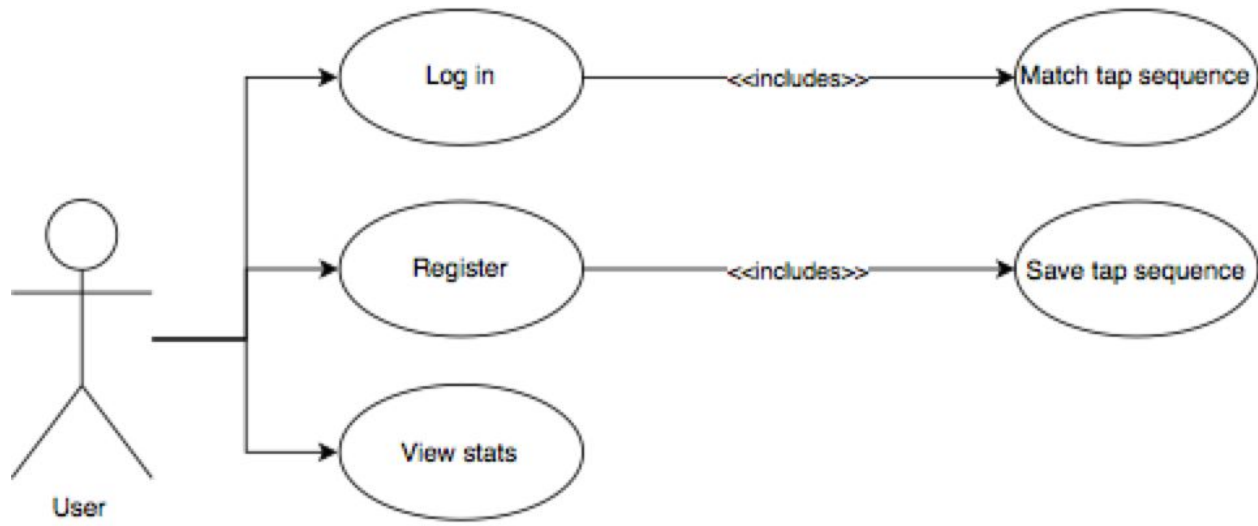 Log in
<<includes>>
Match tap sequence
Register
<<includes>>
Save tap sequence
View stats
User